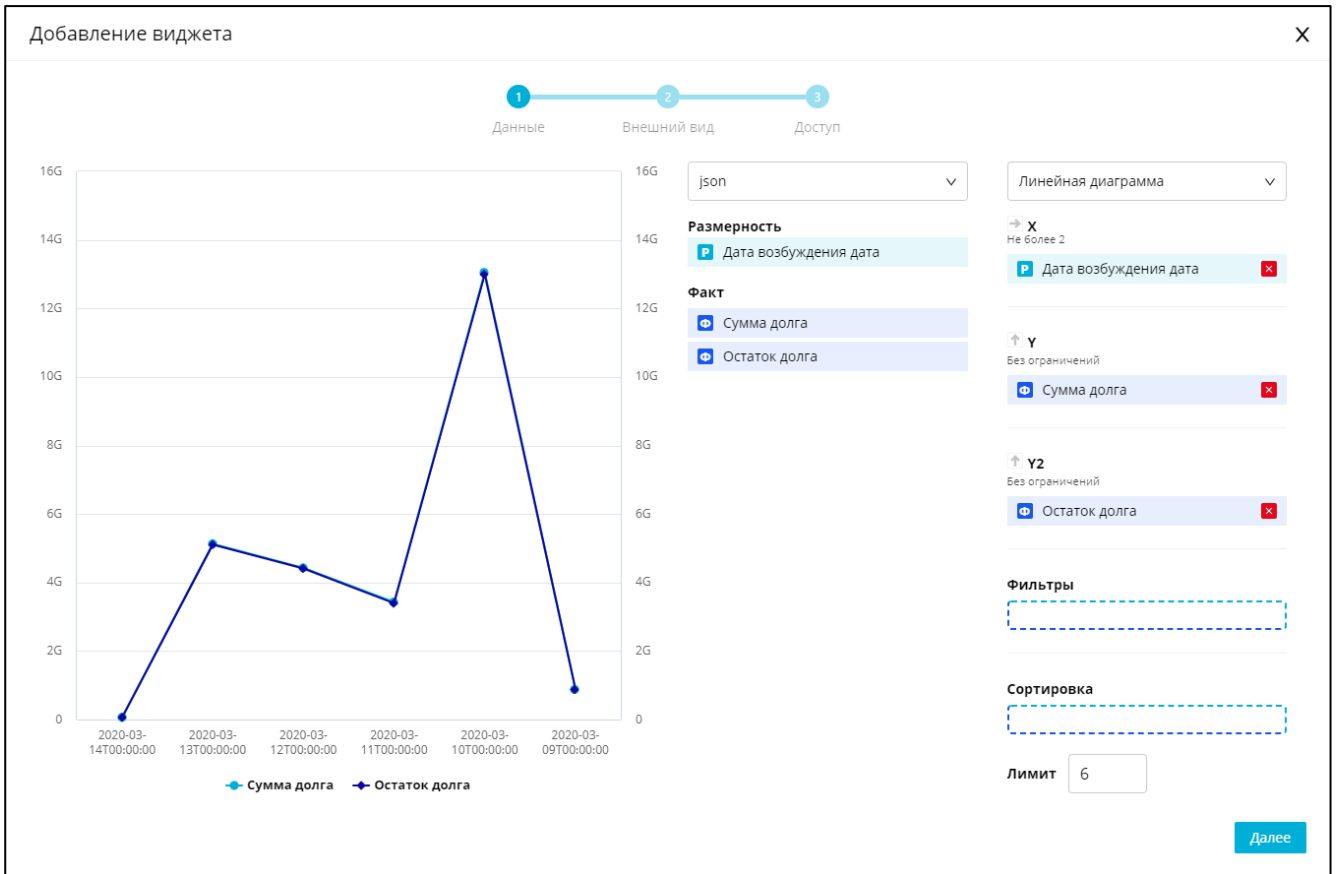 Добавление виджета
X
1
2
3
Данные
Внешний вид
Доступ
16G
14G
12G
10G
8G
6G
4G
2G
0
16G
14G
12G
10G
8G
6G
4G
2G
0
2020-03-
14T00:00:00
2020-03-
13T00:00:00
2020-03-
12T00:00:00
2020-03-
11T00:00:00
2020-03-
10T00:00:00
2020-03-
09T00:00:00
Сумма долга
Остаток долга
json
Размерность
Р Дата возбуждения дата
Факт
Ф Сумма долга
Ф Остаток долга
Линейная диаграмма
X
Не более 2
Р Дата возбуждения дата
Y
Без ограничений
Ф Сумма долга
Y2
Без ограничений
Ф Остаток долга
Фильтры
Сортировка
Лимит 6
Далее